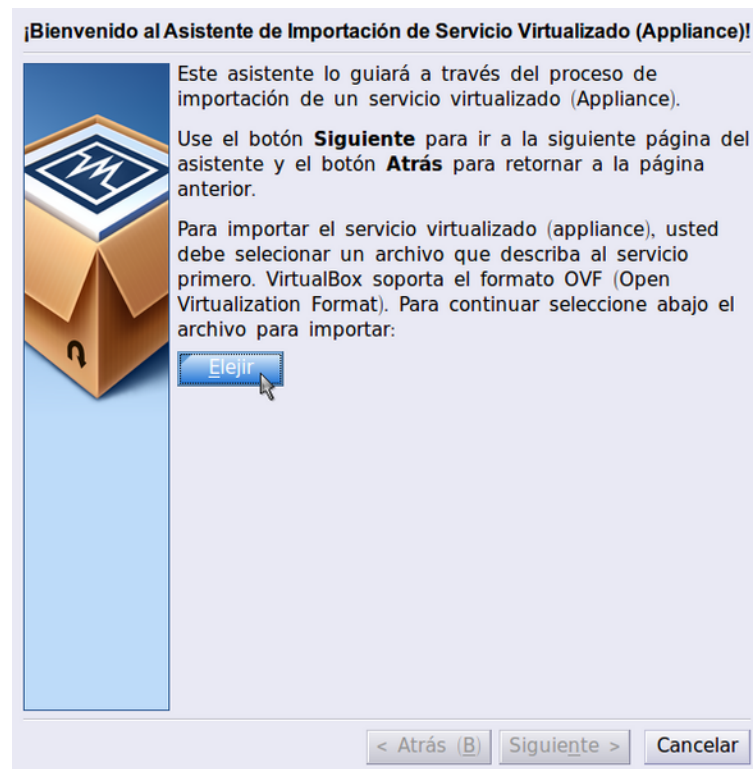 ¡Bienvenido al Asistente de Importación de Servicio Virtualizado (Appliance)!
Este asistente lo guiará a través del proceso de
importación de un servicio virtualizado (Appliance).
Use el botón Siguiente para ir a la siguiente página del
asistente y el botón Atrás para retornar a la página
anterior.
Para importar el servicio virtualizado (appliance), usted
debe selecionar un archivo que describa al servicio
primero. VirtualBox soporta el formato OVF (Open
Virtualization Format). Para continuar seleccione abajo el
archivo para importar:
Elejir
< Atrás (B) Siguiente > Cancelar